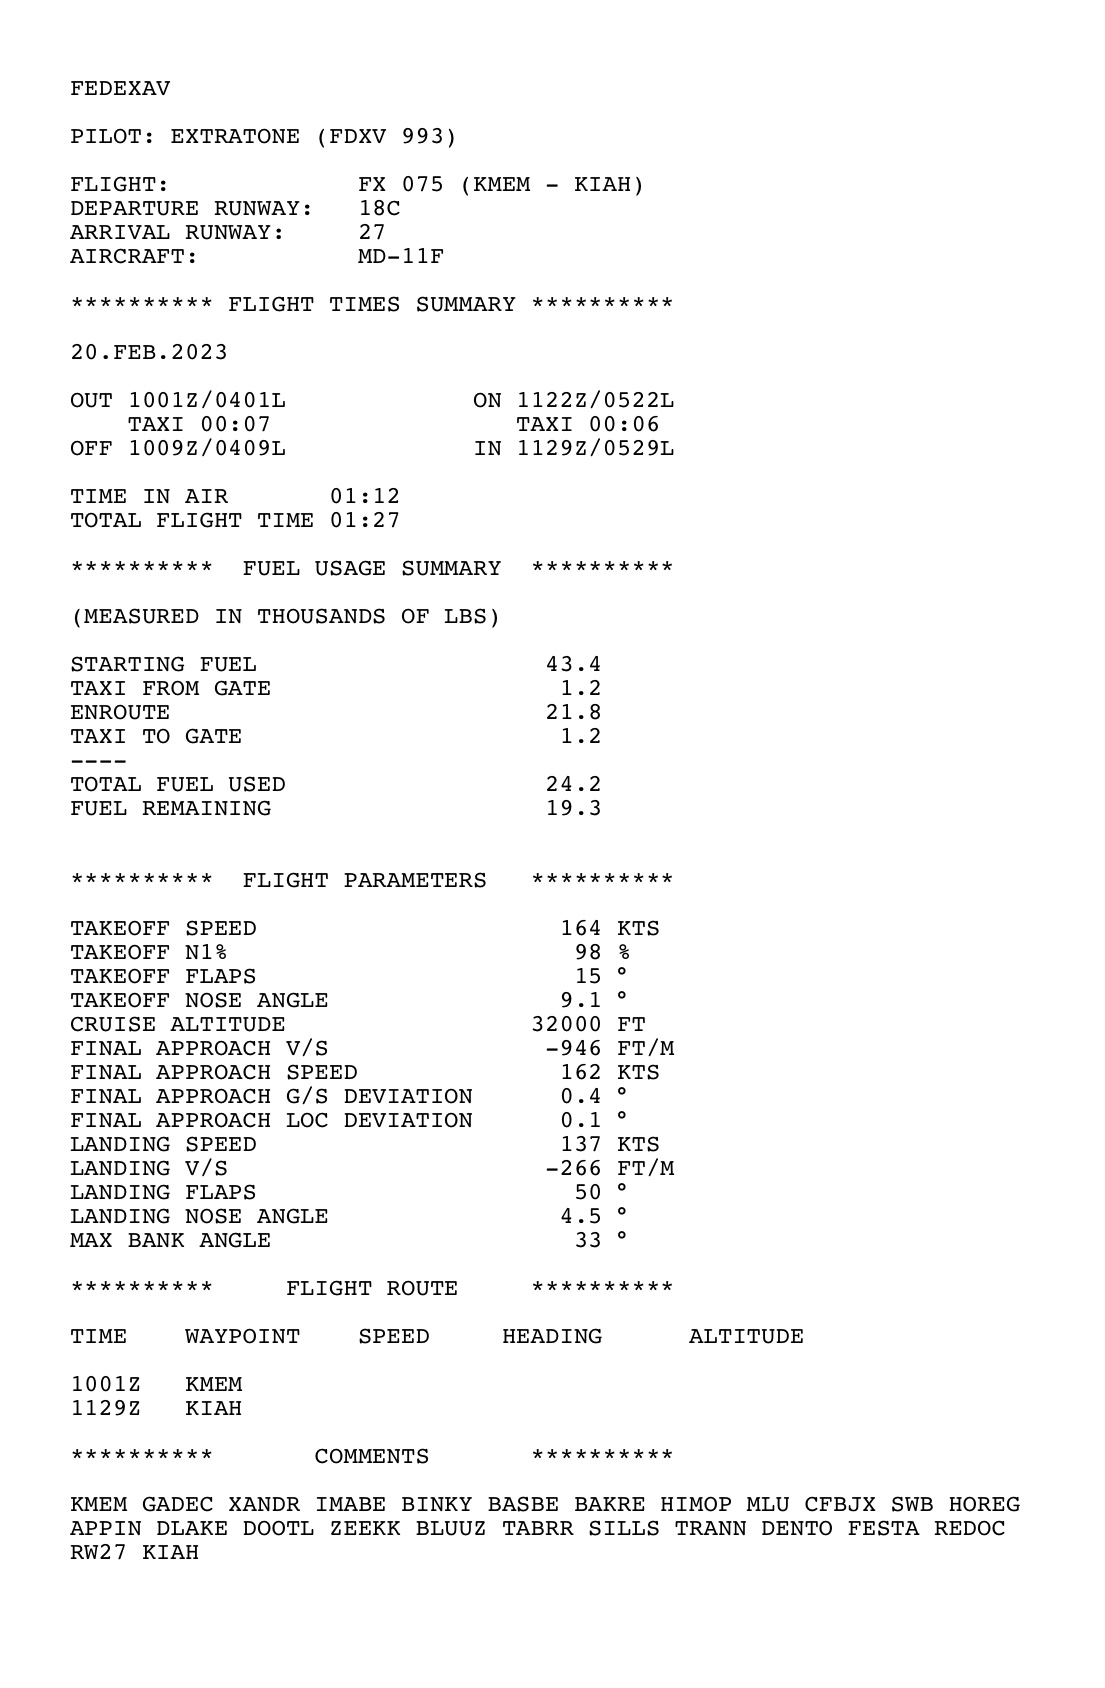 FEDEXAV
PILOT: EXTRATONE (FDXV 993)
FLIGHT: FX 075 (KMEM - KIAH)
DEPARTURE RUNWAY: 18C
ARRIVAL RUNWAY: 27
AIRCRAFT: MD-11F
********** FLIGHT TIMES SUMMARY **********
20.FEB.2023
OUT 1001Z/0401L ON 1122Z/0522L
TAXI 00:07 TAXI 00:06
OFF 1009Z/0409L IN 1129Z/0529L
TIME IN AIR 01:12
TOTAL FLIGHT TIME 01:27
********** FUEL USAGE SUMMARY **********
(MEASURED IN THOUSANDS OF LBS)
STARTING FUEL 43.4
TAXI FROM GATE 1.2
ENROUTE 21.8
TAXI TO GATE 1.2
----
TOTAL FUEL USED 24.2
FUEL REMAINING 19.3
********** FLIGHT PARAMETERS **********
TAKEOFF SPEED 164 KTS
TAKEOFF N1% 98 %
TAKEOFF FLAPS 15 °
TAKEOFF NOSE ANGLE 9.1 °
CRUISE ALTITUDE 32000 FT
FINAL APPROACH V/S -946 FT/M
FINAL APPROACH SPEED 162 KTS
FINAL APPROACH G/S DEVIATION 0.4 °
FINAL APPROACH LOC DEVIATION 0.1 °
LANDING SPEED 137 KTS
LANDING V/S -266 FT/M
LANDING FLAPS 50 °
LANDING NOSE ANGLE 4.5 °
MAX BANK ANGLE 33 °
********** FLIGHT ROUTE **********
TIME WAYPOINT SPEED HEADING ALTITUDE
1001Z KMEM
1129Z KIAH
********** COMMENTS **********
KMEM GADEC XANDR IMABE BINKY BASBE BAKRE HIMOP MLU CFBJX SWB HOREG
APPIN DLAKE DOOTL ZEEKK BLUUZ TABRR SILLS TRANN DENTO FESTA REDOC
RW27 KIAH